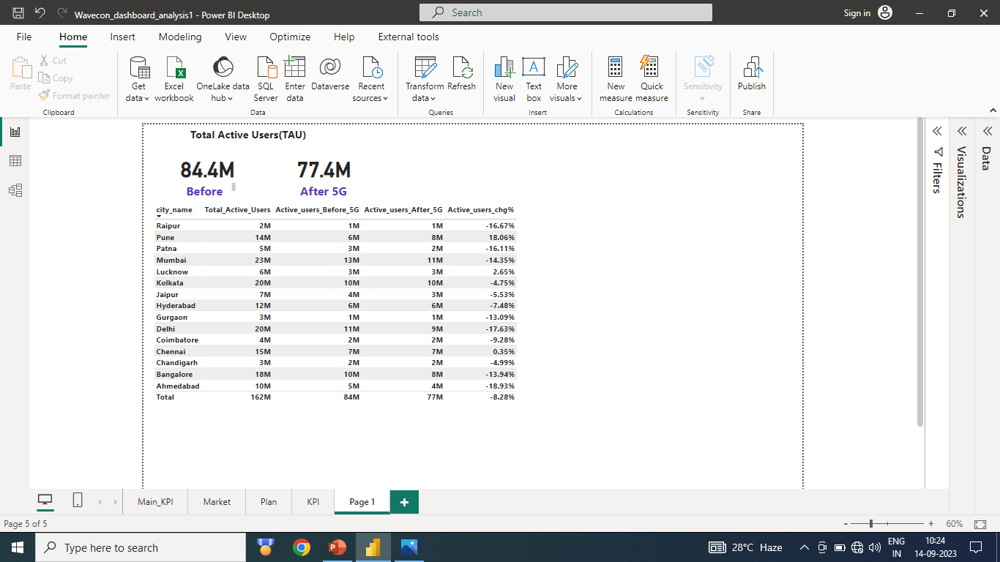 Wavecon_dashboard_analysis1 - Power BI Desktop
Search
Sign in
File Home Insert Modeling View Optimize Help External tools
Paste
Cut
Copy
Format painter
Clipboard
Get data
Excel workbook
OneLake data hub
SQL Server
Enter data
Dataverse
Recent sources
Data
Transform data
Refresh
Queries
New visual
Text box
More visuals
Insert
New measure
Quick measure
Calculations
Sensitivity
Sensitivity
Publish
Share
Total Active Users(TAU)
84.4M 77.4M
Before After 5G
city_name Total_Active_Users Active_users_Before_5G Active_users_After_5G Active_users_chg%
Raipur 2M 1M 1M -16.67%
Pune 14M 6M 8M 18.06%
Patna 5M 3M 2M -16.11%
Mumbai 23M 13M 11M -14.35%
Lucknow 6M 3M 3M 2.65%
Kolkata 20M 10M 10M -4.75%
Jaipur 7M 4M 3M -5.53%
Hyderabad 12M 6M 6M -7.48%
Gurgaon 3M 1M 1M -13.09%
Delhi 20M 11M 9M -17.63%
Coimbatore 4M 2M 2M -9.28%
Chennai 15M 7M 7M 0.35%
Chandigarh 3M 2M 2M -4.99%
Bangalore 18M 10M 8M -13.94%
Ahmedabad 10M 5M 4M -18.93%
Total 162M 84M 77M -8.28%
Filters
Visualizations
Data
Main_KPI Market Plan KPI Page 1
Page 5 of 5
- + 60%
Type here to search
28°C Haze
ENG
IN
10:24
14-09-2023